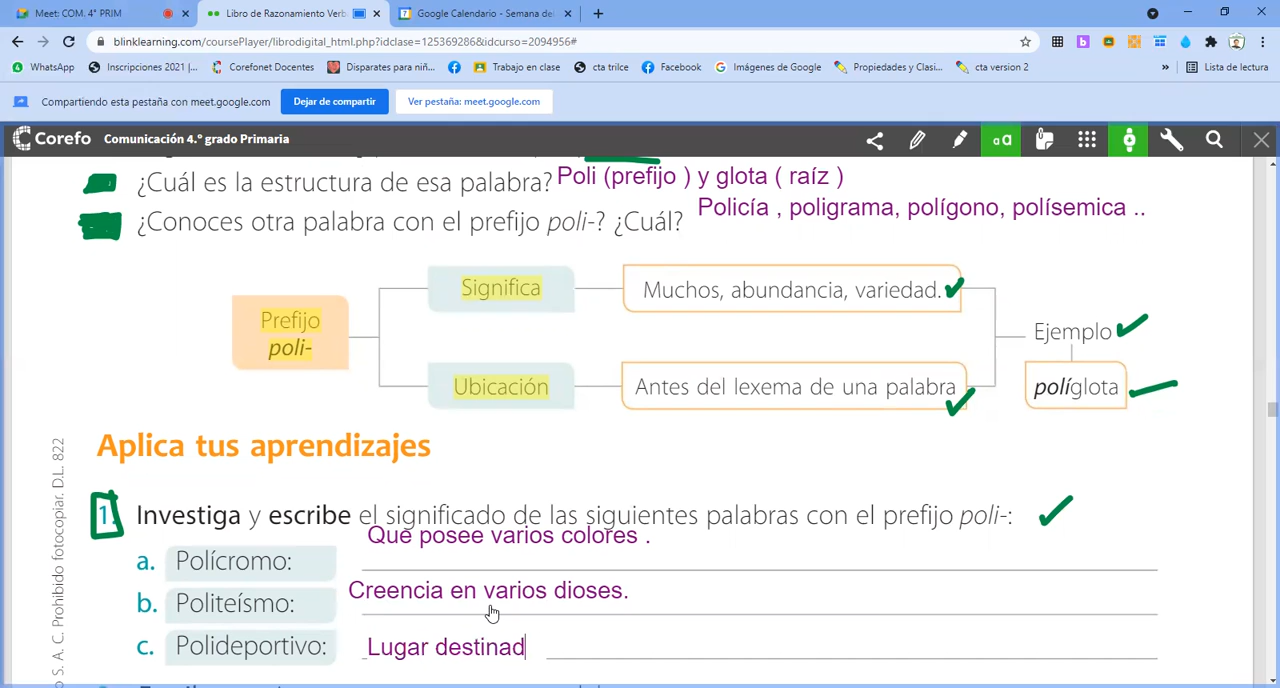 Meet: COM. 4° PRIM
Libro de Razonamiento Verb
Google Calendario - Semana de
blinklearning.com/coursePlayer/librodigital_html.php?idclase=125369286&idcurso=2094956#
WhatsApp Inscripciones 2021 |... Corefonet Docentes Disparates para niñ... Trabajo en clase cta trilce Facebook Imágenes de Google Propiedades y Clasi... cta version 2 » Lista de lectura
Compartiendo esta pestaña con meet.google.com Dejar de compartir Ver pestaña: meet.google.com
Corefo Comunicación 4.º grado Primaria aA
¿Cuál es la estructura de esa palabra? Poli (prefijo ) y glota ( raíz )
¿Conoces otra palabra con el prefijo poli-? ¿Cuál? Policía , poligrama, polígono, polísemica ..
Significa Muchos, abundancia, variedad.
Prefijo
poli-
Ejemplo
Ubicación Antes del lexema de una palabra políglota
Aplica tus aprendizajes
1. Investiga y escribe el significado de las siguientes palabras con el prefijo poli-:
Que posee varios colores .
a. Polícromo:
b. Politeísmo: Creencia en varios dioses.
c. Polideportivo: Lugar destinad
o S. A. C. Prohibido fotocopiar. D.L. 822